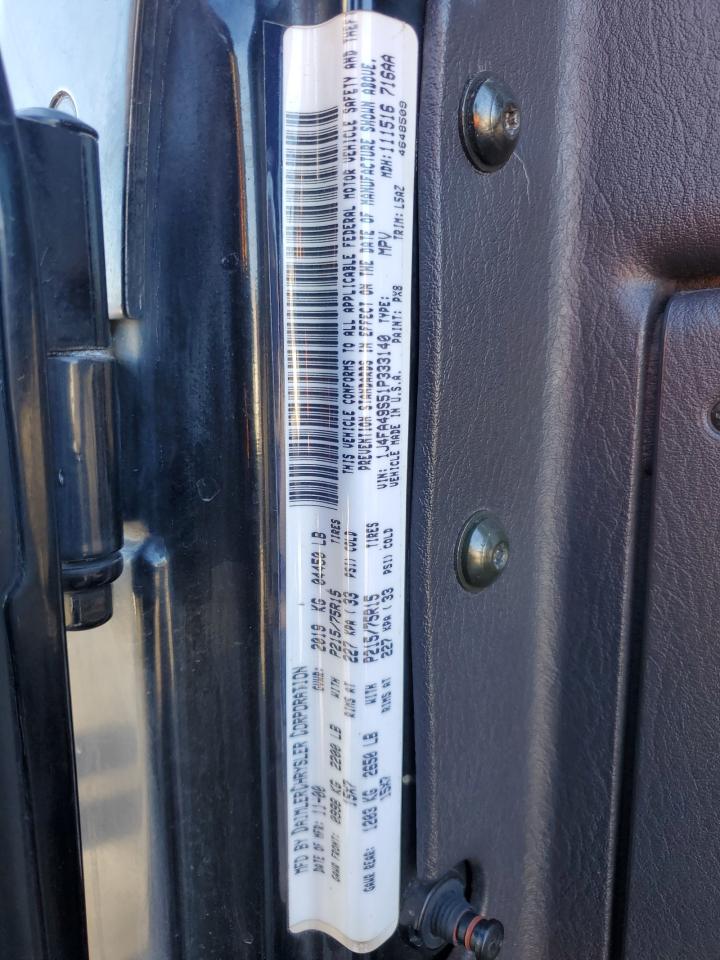 MFD BY DAIMLERCHRYSLER CORPORATION
DATE OF MFR: 11-00 GVWR: 2019 KG 04450 LB
GAWR FRONT: 0998 KG 2200 LB WITH P215/75R15 TIRES
15X7 RIMS AT 227 KPA ( 33 PSI) COLD
GAWR REAR: 1203 KG 2650 LB WITH P215/75R15 TIRES
15X7 RIMS AT 227 KPA ( 33 PSI) COLD
THIS VEHICLE CONFORMS TO ALL APPLICABLE FEDERAL MOTOR VEHICLE SAFETY AND THEFT
PREVENTION STANDARDS IN EFFECT ON THE DATE OF MANUFACTURE SHOWN ABOVE.
VIN: 1J4FA49S51P333140 TYPE: MPV MDH: 111516 716AA
VEHICLE MADE IN U.S.A. PAINT: PX8 TRIM: L5AZ 4648509